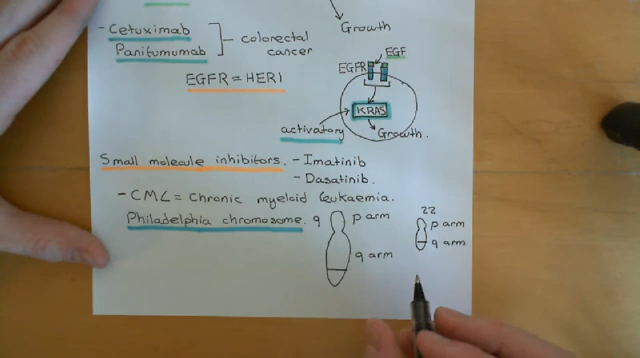 Growth
- Cetuximab
Panitumumab
colorectal
cancer
EGFR = HER1
EGF
EGFR
KRAS
activatory
Growth.
Small molecule inhibitors. - Imatinib
- Dasatinib.
- CML = Chronic myeloid leukaemia.
Philadelphia chromosome.
9
p arm
q arm
22
p arm
q arm